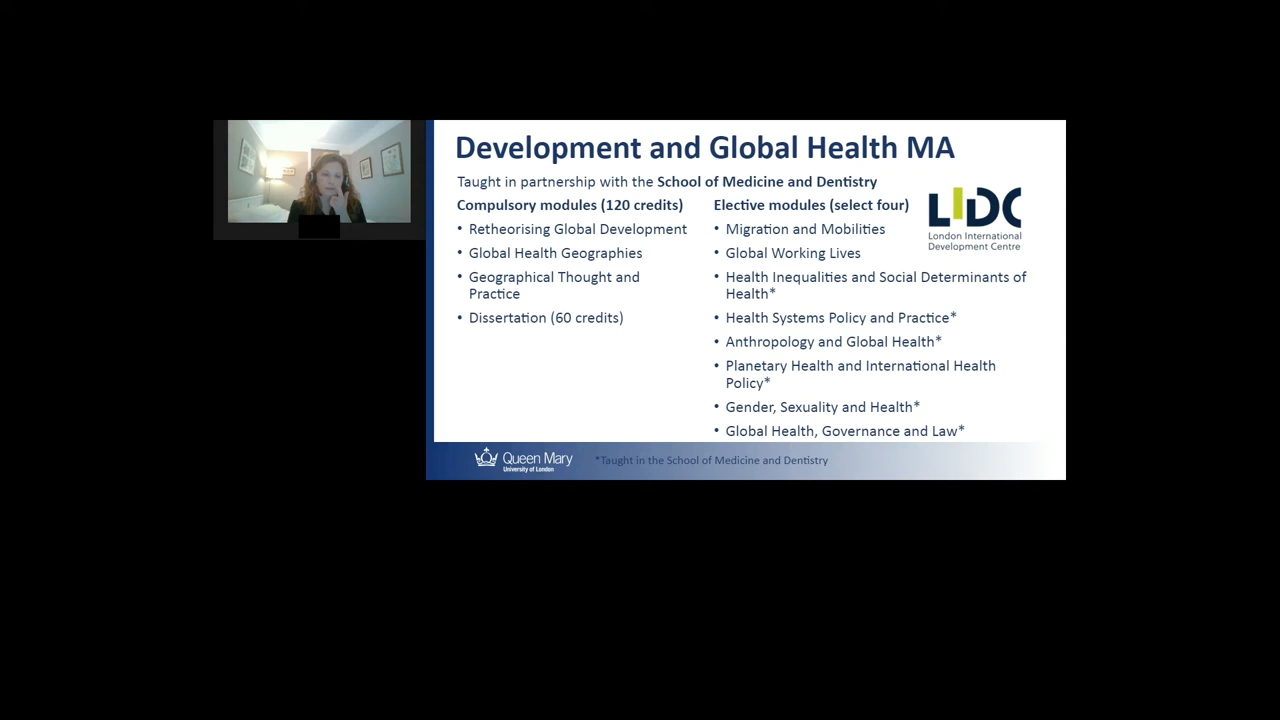 Development and Global Health MA
Taught in partnership with the School of Medicine and Dentistry
Compulsory modules (120 credits)
• Retheorising Global Development
• Global Health Geographies
• Geographical Thought and
Practice
• Dissertation (60 credits)
Elective modules (select four)
• Migration and Mobilities
• Global Working Lives
• Health Inequalities and Social Determinants of
Health*
• Health Systems Policy and Practice*
• Anthropology and Global Health*
• Planetary Health and International Health
Policy*
• Gender, Sexuality and Health*
• Global Health, Governance and Law*
LIDC
London International
Development Centre
Queen Mary
University of London
*Taught in the School of Medicine and Dentistry